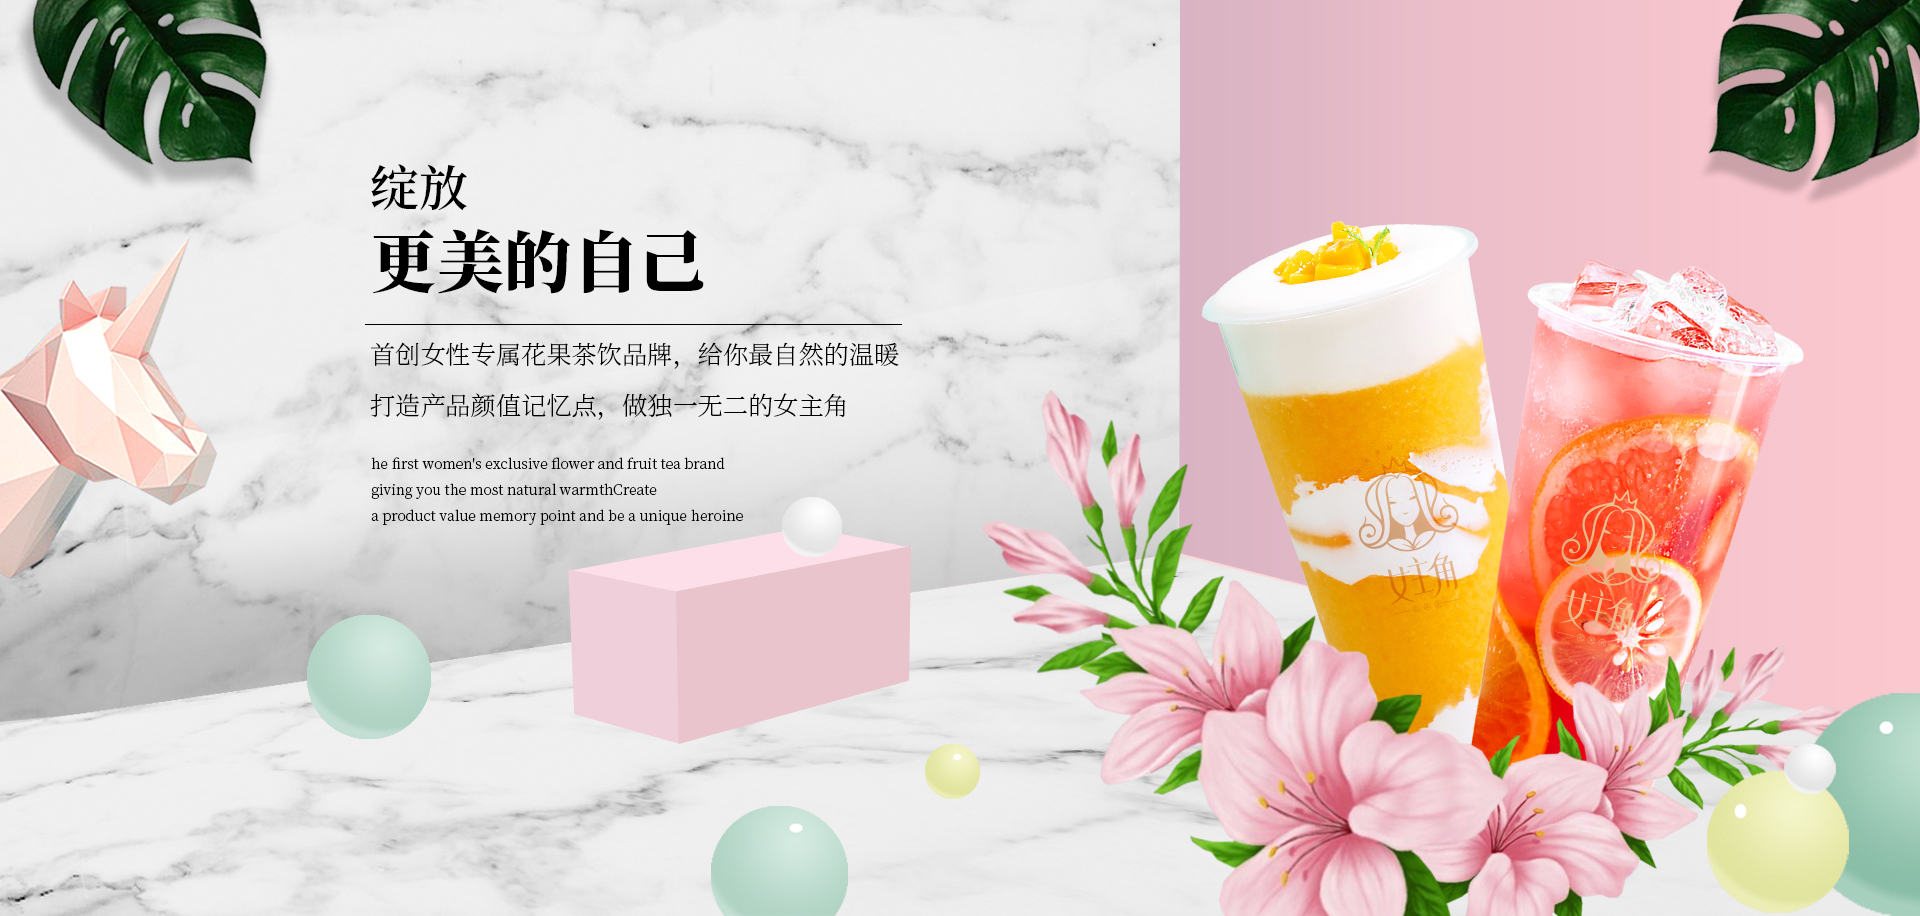 绽放
更美的自己
首创女性专属花果茶饮品牌，给你最自然的温暖
打造产品颜值记忆点，做独一无二的女主角
he first women's exclusive flower and fruit tea brand
giving you the most natural warmthCreate
a product value memory point and be a unique heroine
女主角
女主角